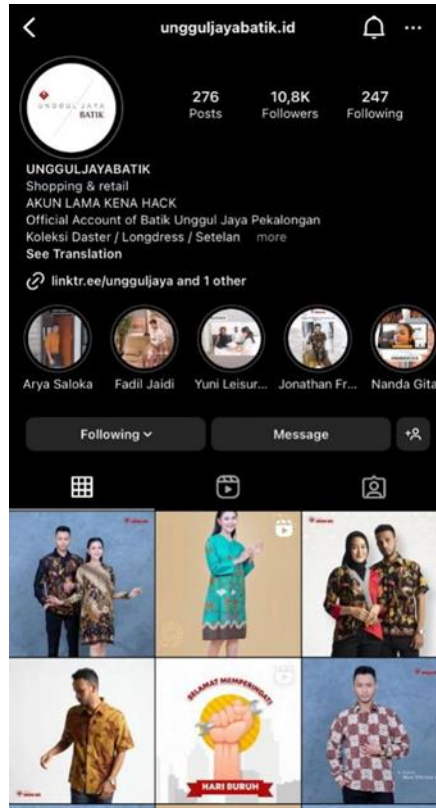 ungguljayabatik.id
UNGGUL JAYA
BATIK
276
10,8K
247
Posts
Followers
Following
UNGGULJAYABATIK
Shopping & retail
AKUN LAMA KENA HACK
Official Account of Batik Unggul Jaya Pekalongan
Koleksi Daster / Longdress / Setelan more
See Translation
linktr.ee/ungguljaya and 1 other
Arya Saloka
Fadil Jaidi
Yuni Leisur...
Jonathan Fr...
Nanda Gita
Following
Message
SELAMAT MEMPERINGATI
HARI BURUH